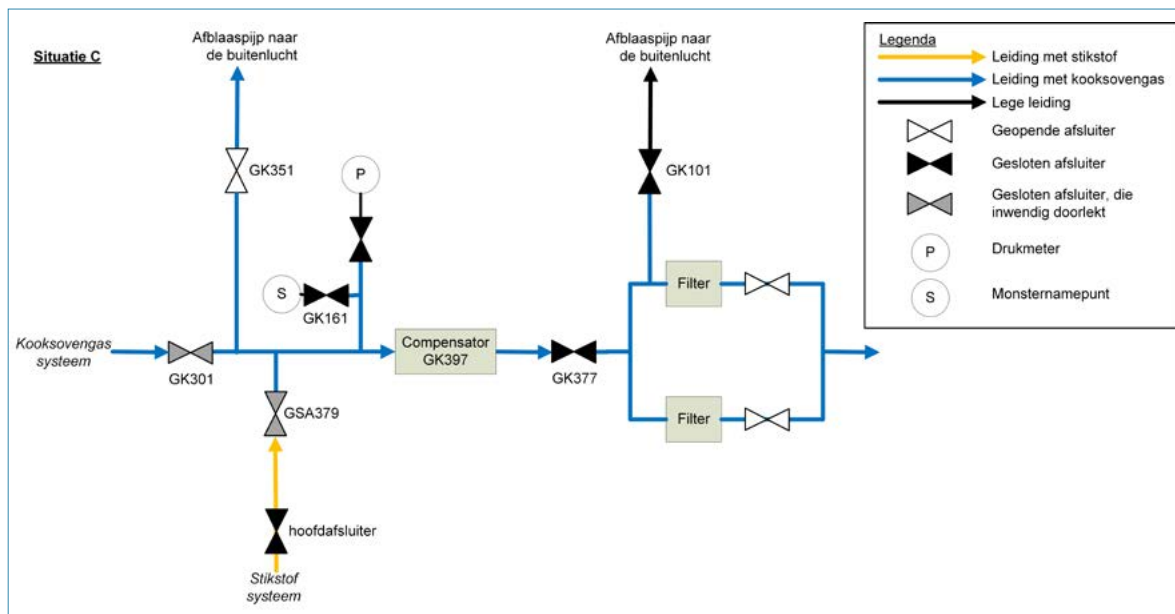 Situatie C
Afblaaspijp naar
de buitenlucht
Afblaaspijp naar
de buitenlucht
Legenda
Leiding met stikstof
Leiding met kooksovengas
Lege leiding
Geopende afsluiter
Gesloten afsluiter
Gesloten afsluiter, die
inwendig doorlekt
P
Drukmeter
S
Monsternamepunt
GK351
P
GK101
S
GK161
Filter
Kooksovengas
systeem
GK301
Compensator
GK397
GK377
GSA379
Filter
hoofdafsluiter
Stikstof
systeem